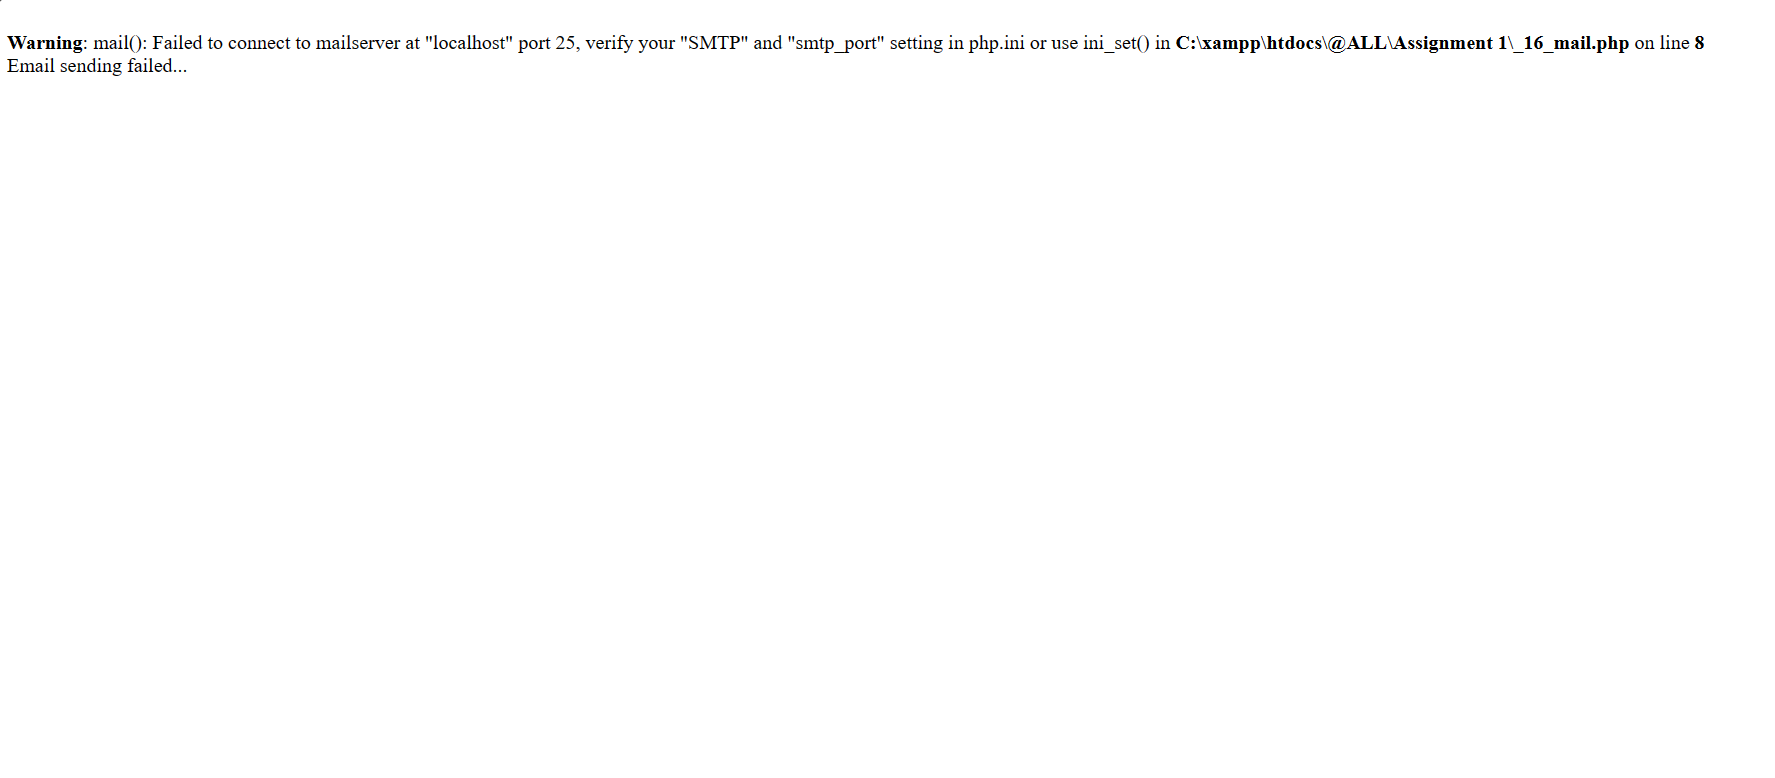 Warning: mail(): Failed to connect to mailserver at "localhost" port 25, verify your "SMTP" and "smtp_port" setting in php.ini or use ini_set() in C:\xampp\htdocs\@ALL\Assignment 1\_16_mail.php on line 8
Email sending failed...